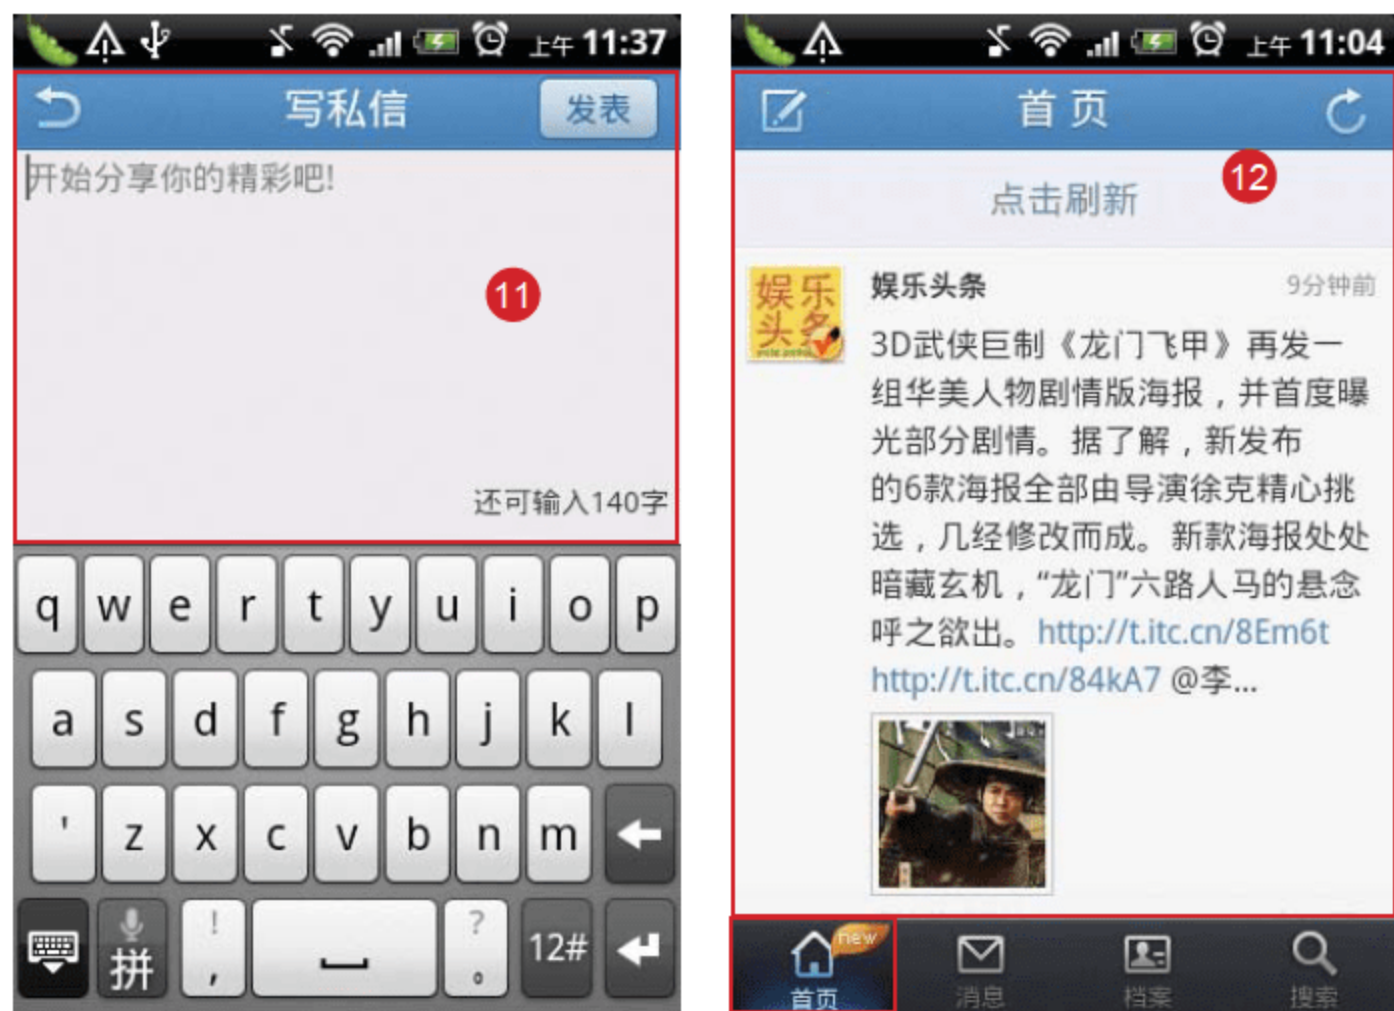 上午 11:37
写私信
发表
开始分享你的精彩吧!
11
还可输入140字
q w e r t y u i o p
a s d f g h j k l
' z x c v b n m
拼 ! , ? 。 12#
上午 11:04
首页
12
点击刷新
娱乐头条
娱乐
头条
9分钟前
3D武侠巨制《龙门飞甲》再发一
组华美人物剧情版海报，并首度曝
光部分剧情。据了解，新发布
的6款海报全部由导演徐克精心挑
选，几经修改而成。新款海报处处
暗藏玄机，“龙门”六路人马的悬念
呼之欲出。http://t.itc.cn/8Em6t
http://t.itc.cn/84kA7 @李...
new
首页 消息 档案 搜索